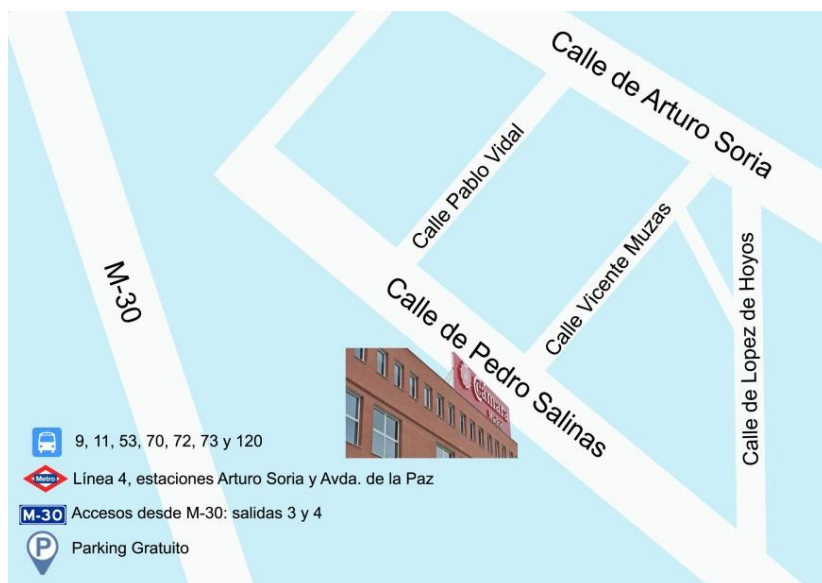 Calle de Arturo Soria
Calle Pablo Vidal
Calle Vicente Muzas
Calle de Lopez de Hoyos
M-30
Calle de Pedro Salinas
Cámara
9, 11, 53, 70, 72, 73 y 120
Metro
Línea 4, estaciones Arturo Soria y Avda. de la Paz
M-30
Accesos desde M-30: salidas 3 y 4
P
Parking Gratuito